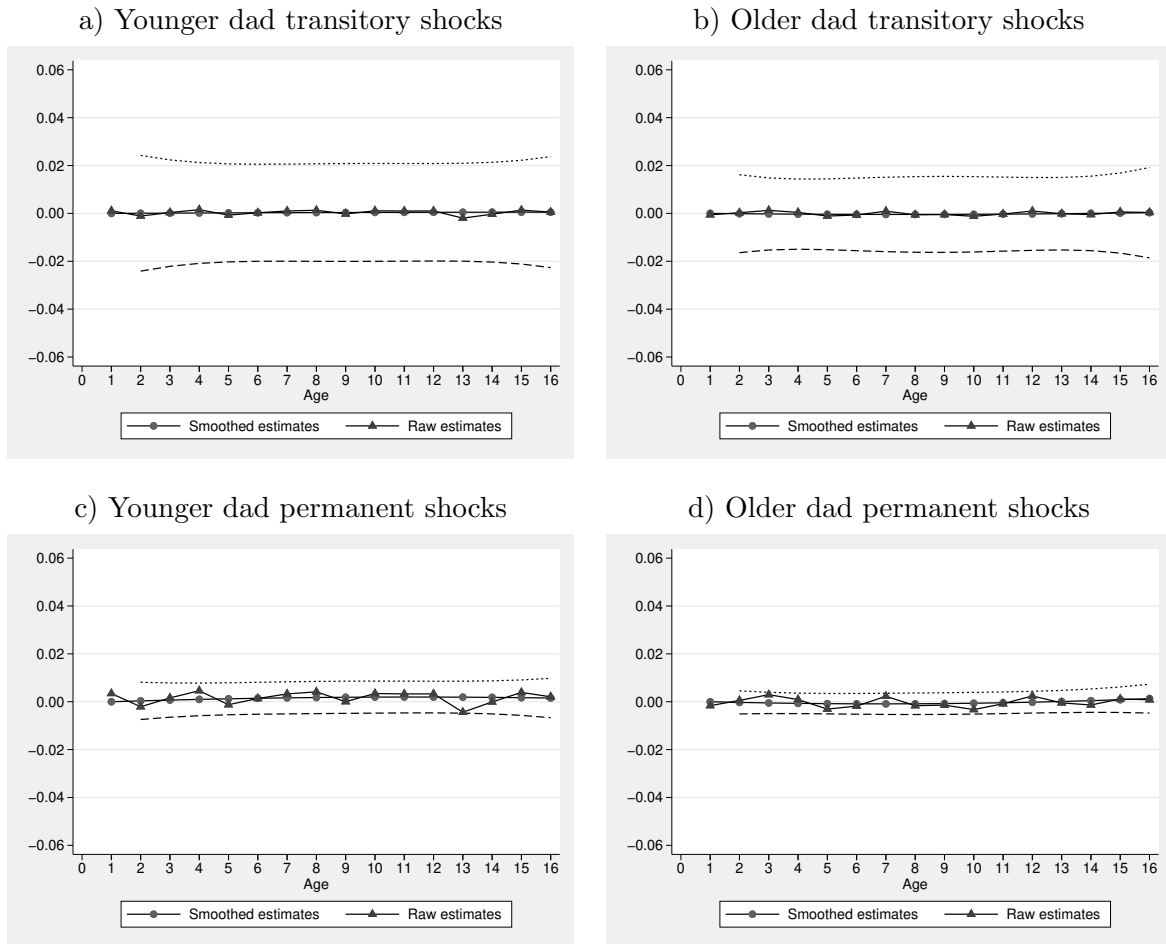 a) Younger dad transitory shocks
0.06
0.04
0.02
0.00
−0.02
−0.04
−0.06
0 1 2 3 4 5 6 7 8 9 10 11 12 13 14 15 16
Age
Smoothed estimates Raw estimates
b) Older dad transitory shocks
0.06
0.04
0.02
0.00
−0.02
−0.04
−0.06
0 1 2 3 4 5 6 7 8 9 10 11 12 13 14 15 16
Age
Smoothed estimates Raw estimates
c) Younger dad permanent shocks
0.06
0.04
0.02
0.00
−0.02
−0.04
−0.06
0 1 2 3 4 5 6 7 8 9 10 11 12 13 14 15 16
Age
Smoothed estimates Raw estimates
d) Older dad permanent shocks
0.06
0.04
0.02
0.00
−0.02
−0.04
−0.06
0 1 2 3 4 5 6 7 8 9 10 11 12 13 14 15 16
Age
Smoothed estimates Raw estimates